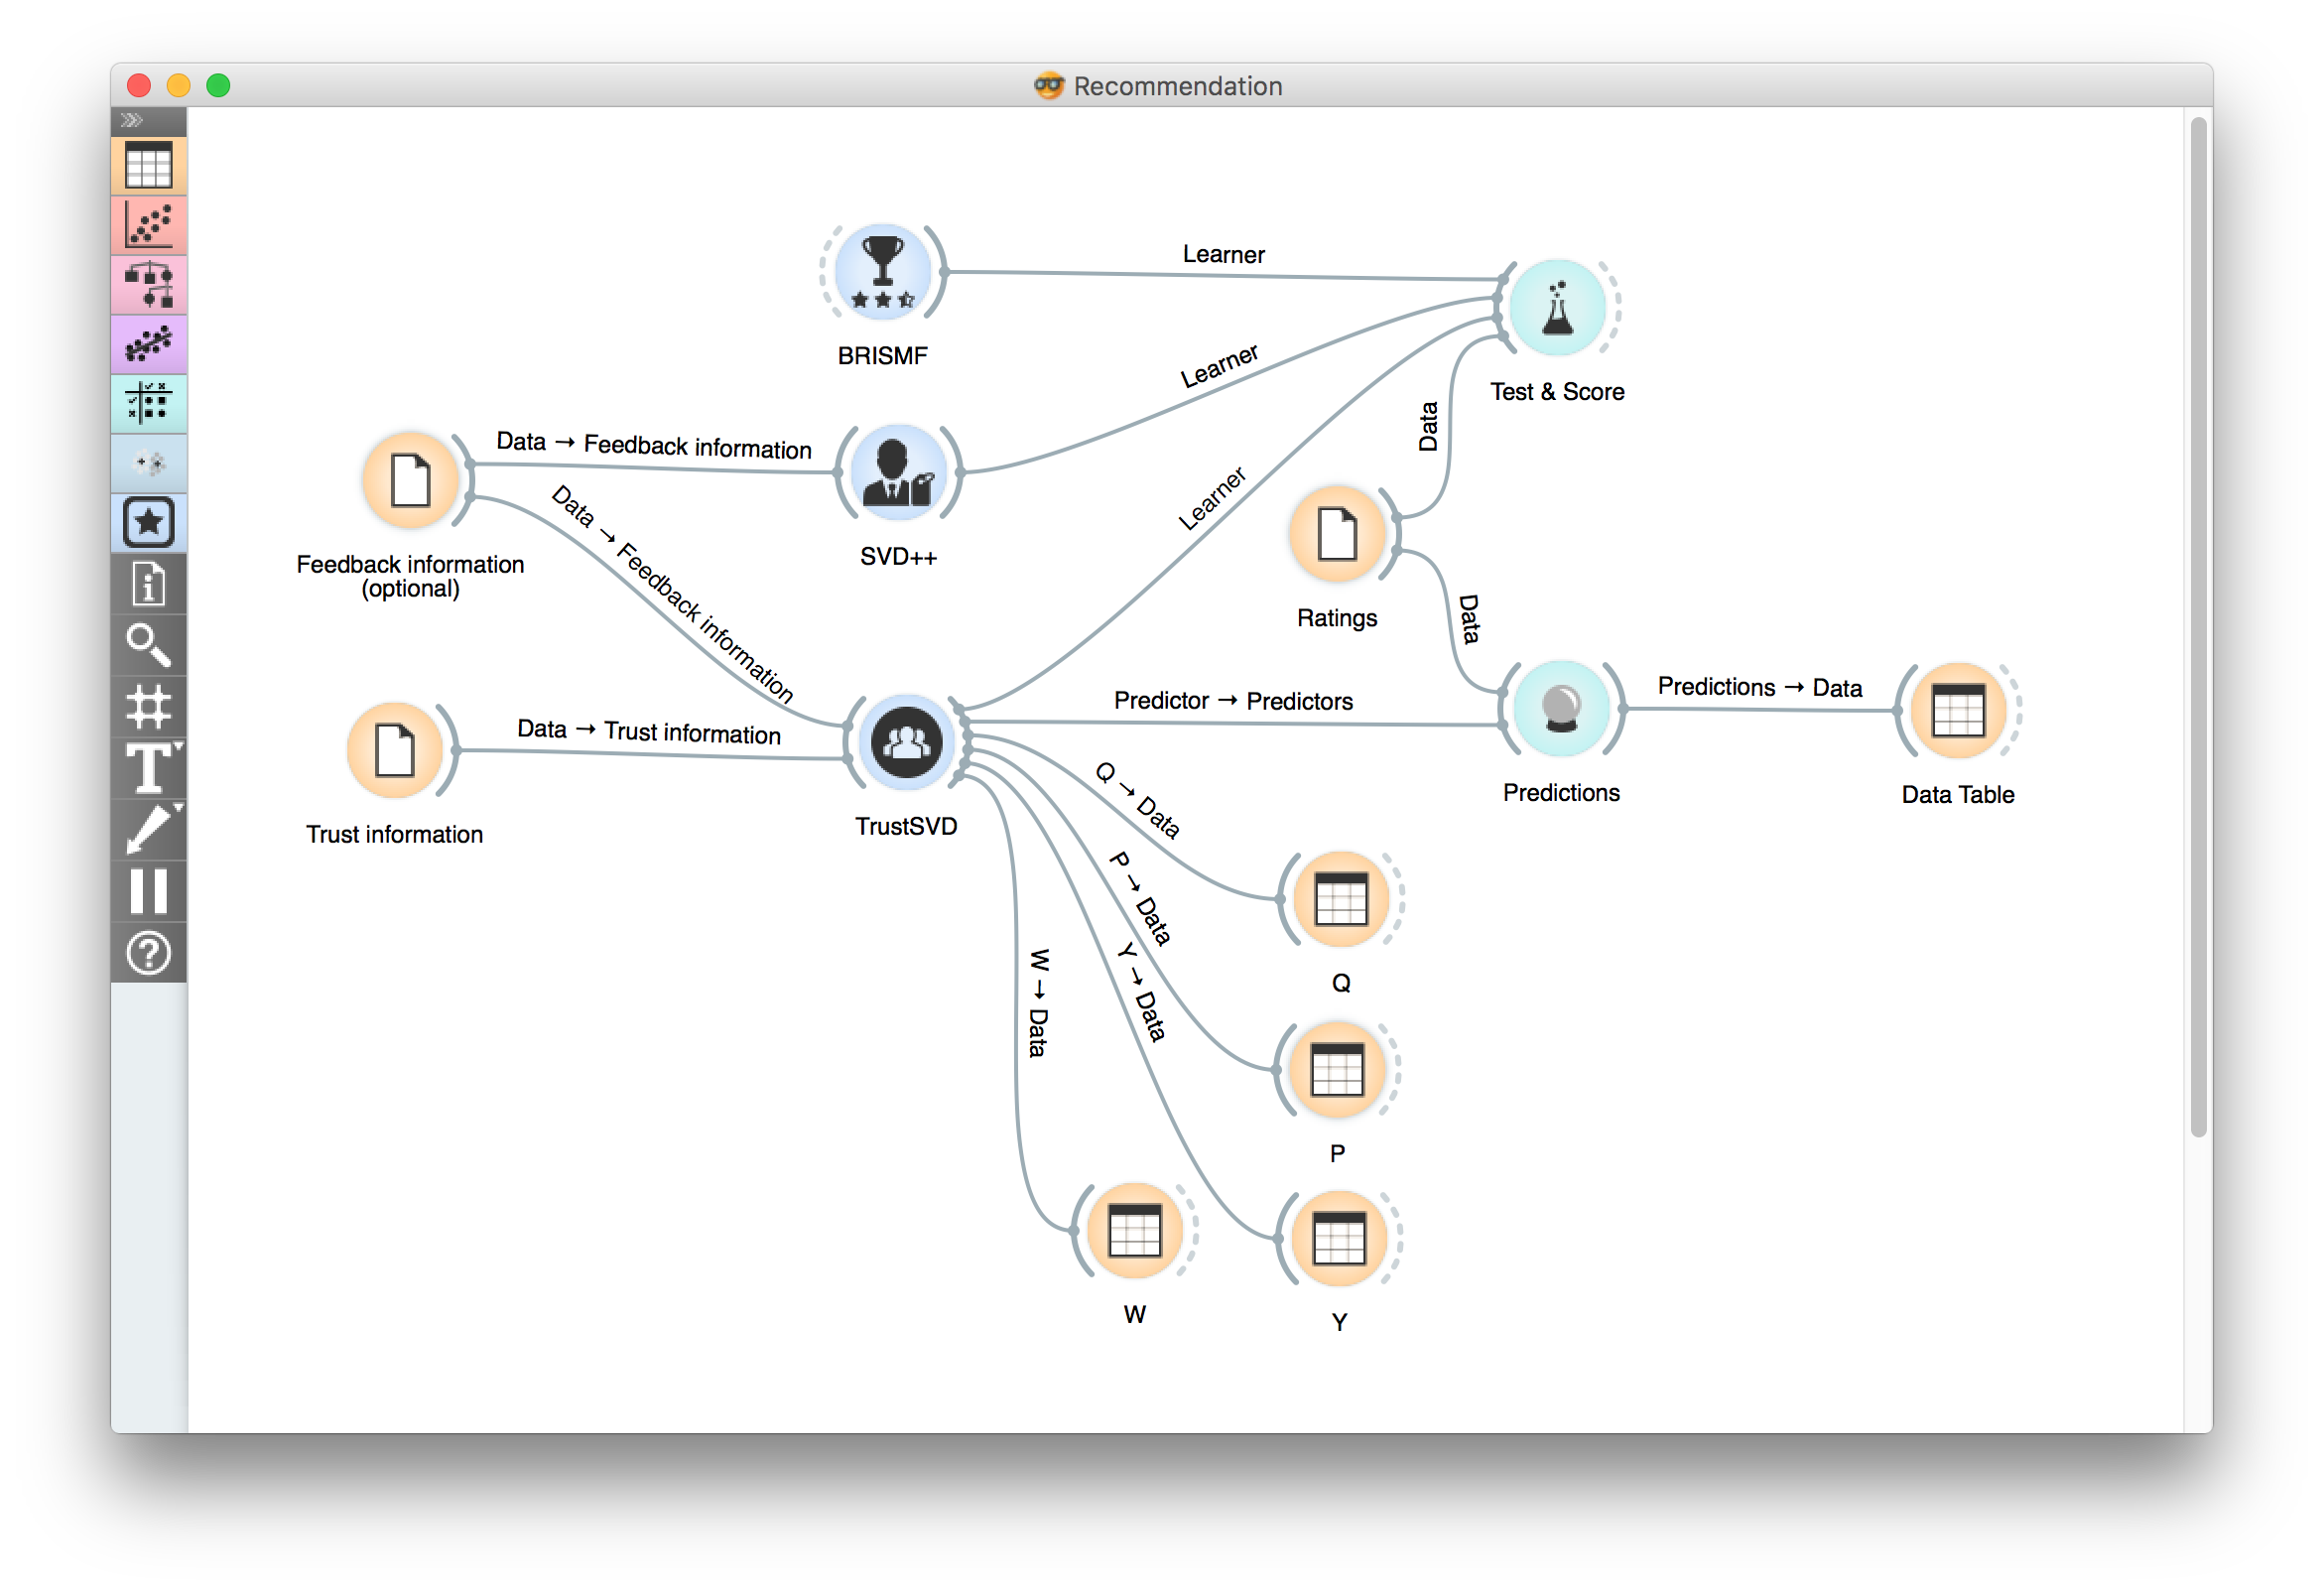 Recommendation
Learner
BRISMF
Learner
Test & Score
Data
Data → Feedback information
Data → Feedback information
SVD++
Learner
Feedback information
(optional)
Ratings
Data
Data → Trust information
Predictor → Predictors
Predictions → Data
Trust information
TrustSVD
Predictions
Data Table
Q → Data
P → Data
Y → Data
W → Data
Q
P
W
Y